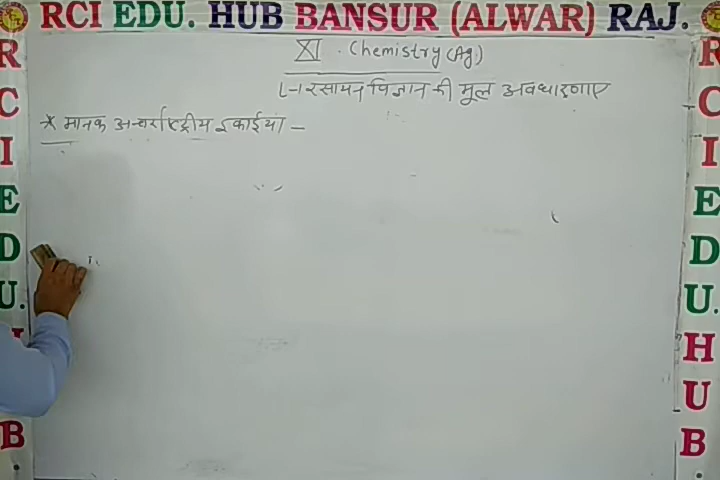 RCI EDU. HUB BANSUR (ALWAR) RAJ.
XI . Chemistry (Ag)
L-1 रसायन विज्ञान की मूल अवधारणाए
* मानक अन्तर्राष्ट्रीय इकाईया -
R
C
I
E
D
U.
B
R
C
I
E
D
U.
H
U
B